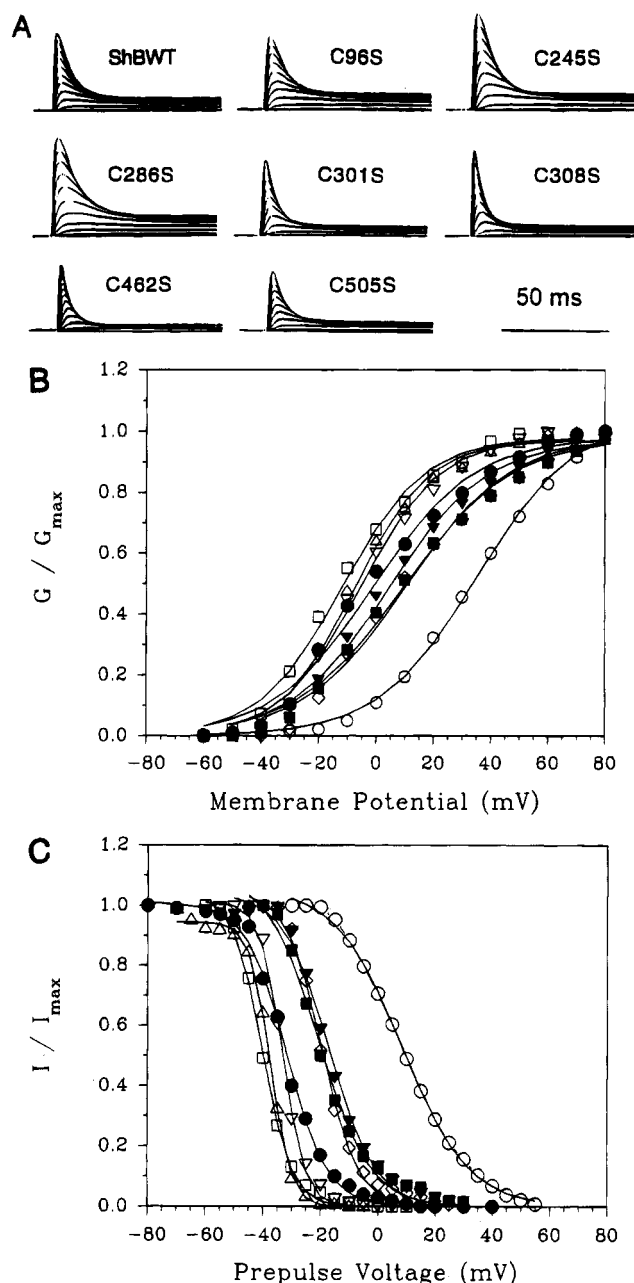 A
ShBWT C96S C245S
C286S C301S C308S
C462S C505S 50 ms
B
1.2
1.0
0.8
0.6
0.4
0.2
0.0
G / Gmax
-80 -60 -40 -20 0 20 40 60 80
Membrane Potential (mV)
C
1.2
1.0
0.8
0.6
0.4
0.2
0.0
I / Imax
-80 -60 -40 -20 0 20 40 60 80
Prepulse Voltage (mV)